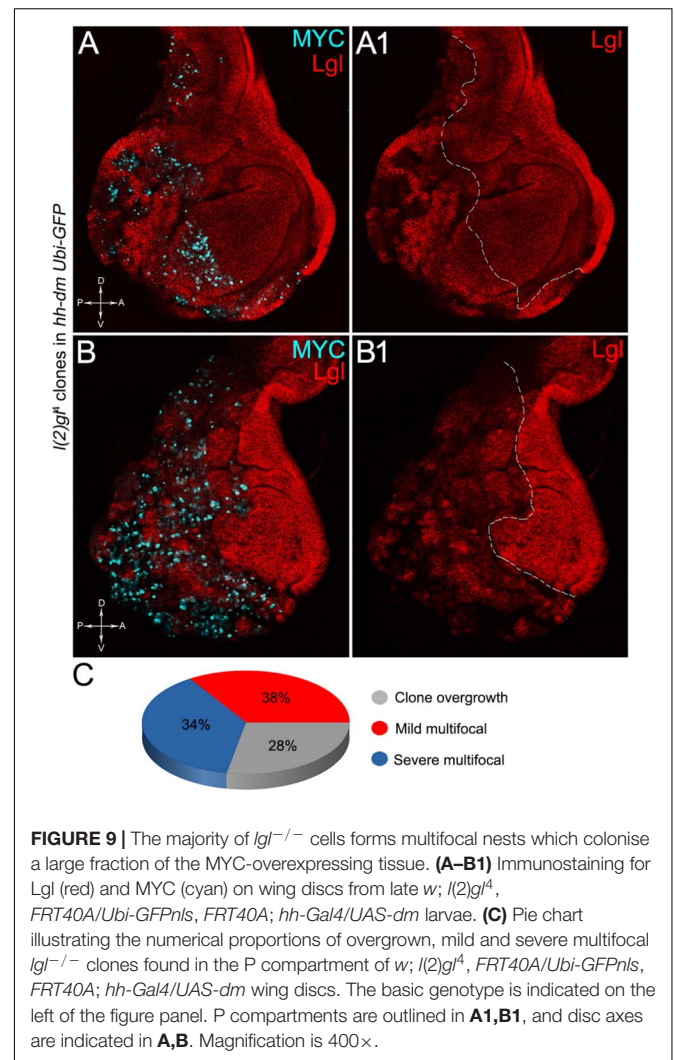 A
MYC
Lgl
A1
Lgl
l(2)gl⁴ clones in hh-dm Ubi-GFP
D
P A
V
B
MYC
Lgl
B1
Lgl
D
P A
V
C
38%
34%
28%
Clone overgrowth
Mild multifocal
Severe multifocal
FIGURE 9 | The majority of lgl−/− cells forms multifocal nests which colonise
a large fraction of the MYC-overexpressing tissue. (A–B1) Immunostaining for
Lgl (red) and MYC (cyan) on wing discs from late w; l(2)gl⁴,
FRT40A/Ubi-GFPnls, FRT40A; hh-Gal4/UAS-dm larvae. (C) Pie chart
illustrating the numerical proportions of overgrown, mild and severe multifocal
lgl−/− clones found in the P compartment of w; l(2)gl⁴, FRT40A/Ubi-GFPnls,
FRT40A; hh-Gal4/UAS-dm wing discs. The basic genotype is indicated on the
left of the figure panel. P compartments are outlined in A1,B1, and disc axes
are indicated in A,B. Magnification is 400×.